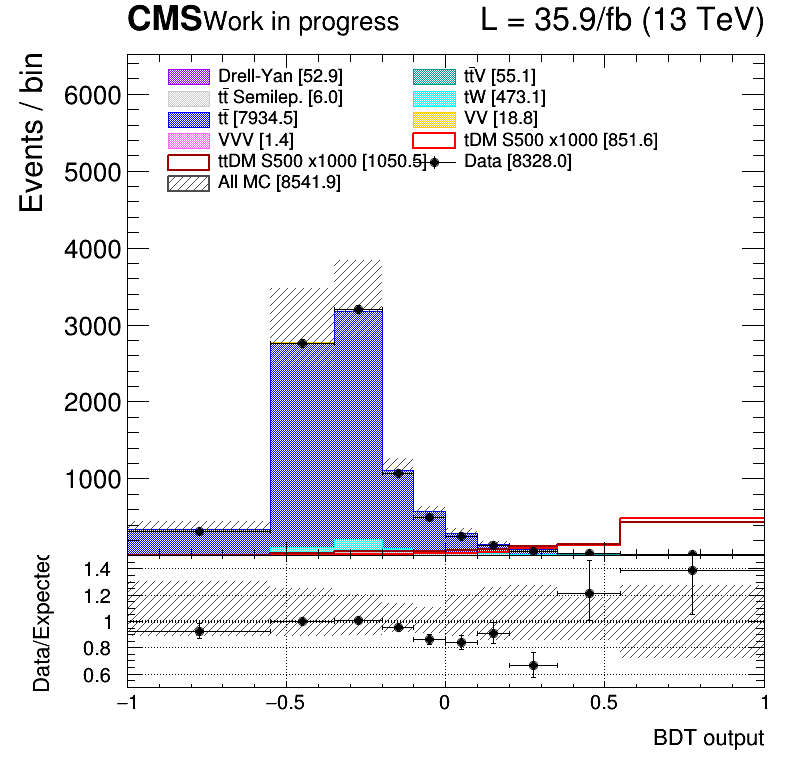 CMS Work in progress L = 35.9/fb (13 TeV)
Events / bin
6000
5000
4000
3000
2000
1000
Drell-Yan [52.9] tt̄V [55.1]
tt̄ Semilep. [6.0] tW [473.1]
tt̄ [7934.5] VV [18.8]
VVV [1.4] tDM S500 x1000 [851.6]
ttDM S500 x1000 [1050.5] Data [8328.0]
All MC [8541.9]
Data/Expected
1.4
1.2
1
0.8
0.6
−1 −0.5 0 0.5 1
BDT output